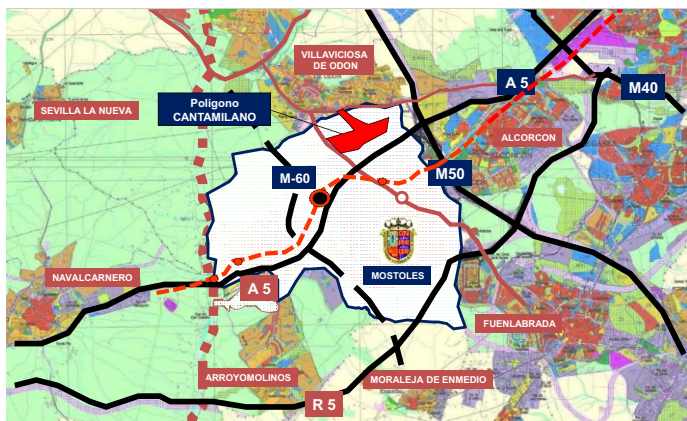 VILLAVICIOSA
DE ODON
A 5
M40
Polígono
CANTAMILANO
SEVILLA LA NUEVA
ALCORCON
M-60
M50
NAVALCARNERO
MOSTOLES
A 5
FUENLABRADA
ARROYOMOLINOS
MORALEJA DE ENMEDIO
R 5